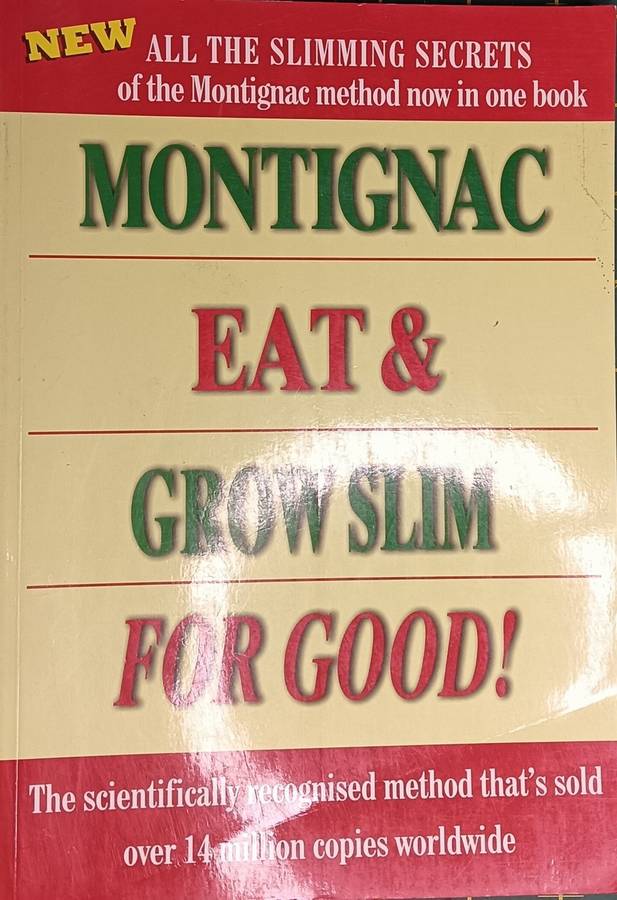 NEW
ALL THE SLIMMING SECRETS
of the Montignac method now in one book
MONTIGNAC
EAT &
GROW SLIM
FOR GOOD!
The scientifically recognised method that's sold
over 14 million copies worldwide